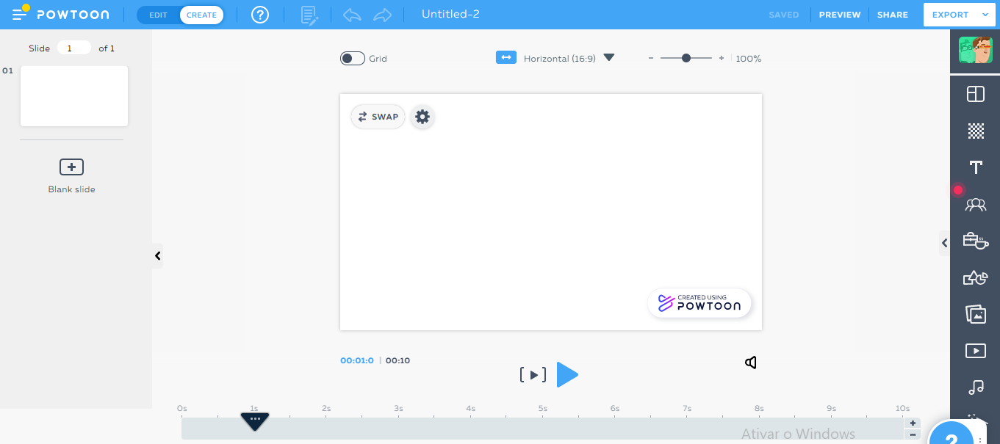 POWTOON
EDIT CREATE
?
Untitled-2
SAVED PREVIEW SHARE EXPORT
Slide 1 of 1
Grid
Horizontal (16:9)
- + 100%
01
SWAP
Blank slide
CREATED USING
POWTOON
00:01:0 | 00:10
0s 1s 2s 3s 4s 5s 6s 7s 8s 9s 10s
+
-
Ativar o Windows
?